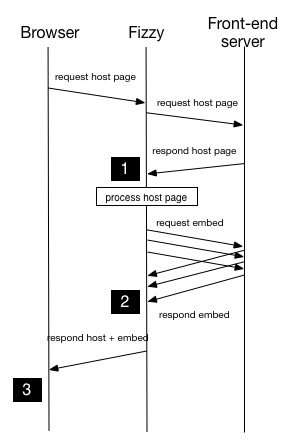 Browser
Fizzy
Front-end
server
request host page
request host page
respond host page
1
process host page
request embed
2
respond embed
respond host + embed
3